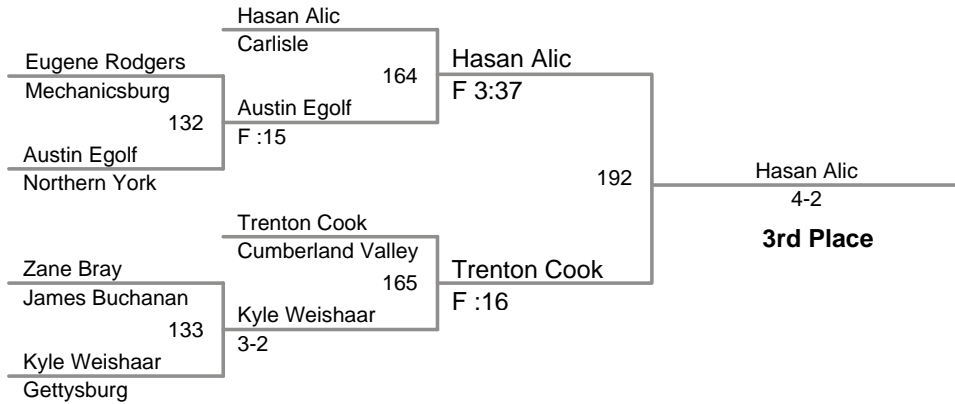 Hasan Alic
Carlisle
Eugene Rodgers
Mechanicsburg
164
Hasan Alic
F 3:37
132
Austin Egolf
F :15
Austin Egolf
Northern York
192
Hasan Alic
4-2
3rd Place
Trenton Cook
Cumberland Valley
Zane Bray
James Buchanan
165
Trenton Cook
F :16
133
Kyle Weishaar
3-2
Kyle Weishaar
Gettysburg